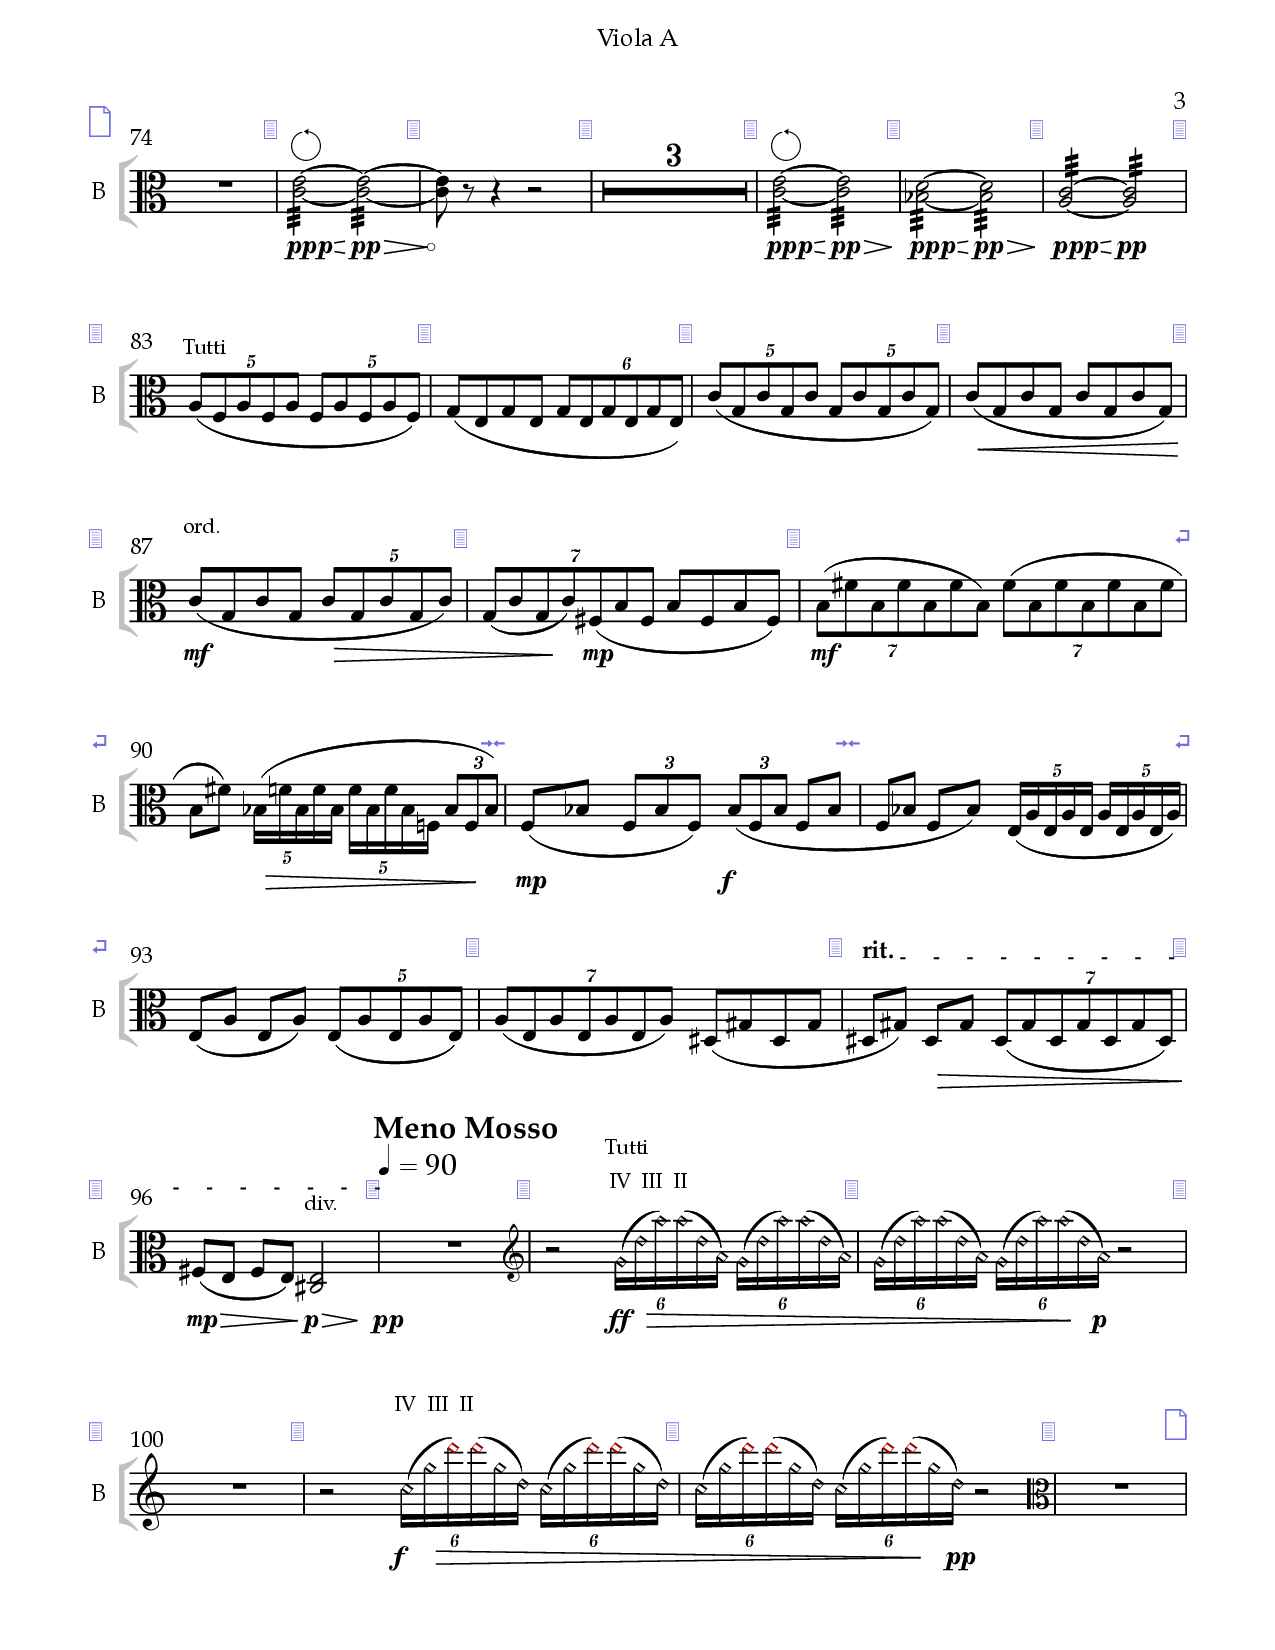 Viola A
3
74
3
B
ppp pp ppp pp ppp pp ppp pp
83
Tutti
5 5 6 5 5
B
87
ord.
5 7
B
mf mp mf
7 7
90
3 3 3 5 5
B
5 5
mp f
93
rit.
5 7 7
B
Meno Mosso
= 90
Tutti
IV III II
96
div.
B
6 6 6 6
mp p pp ff p
IV III II
100
B
6 6 6 6
f pp